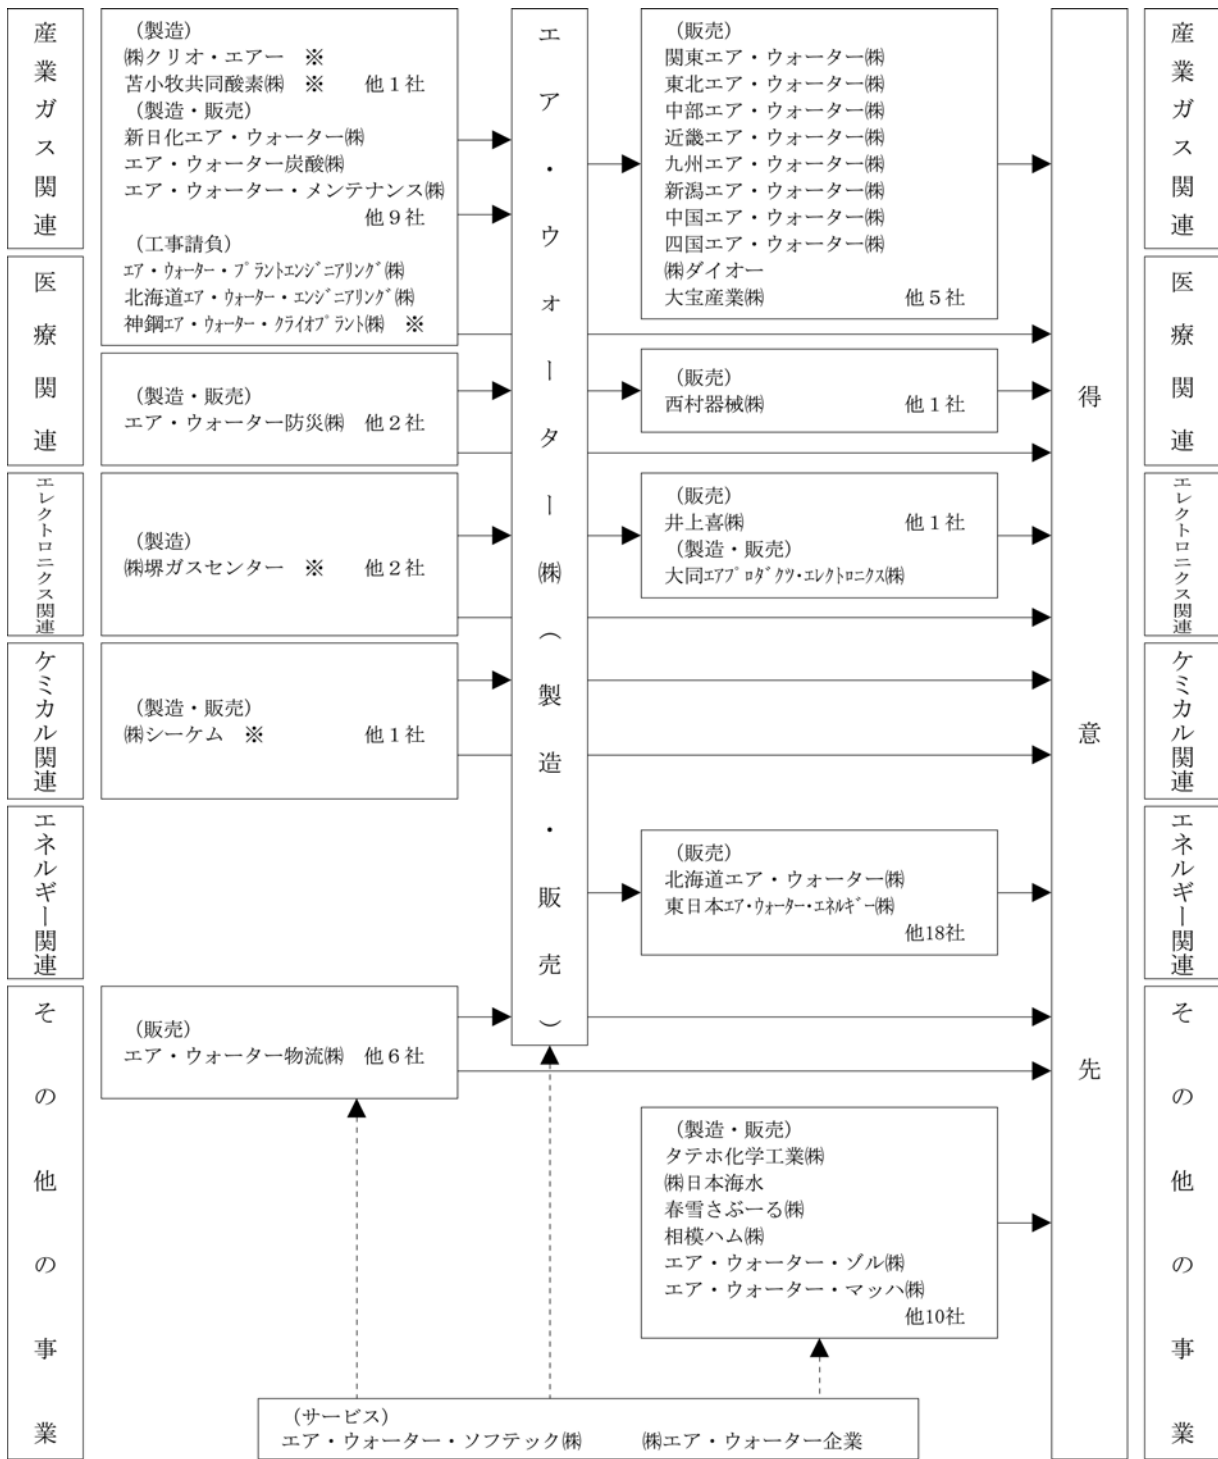 産業ガス関連
医療関連
エレクトロニクス関連
ケミカル関連
エネルギー関連
その他の事業
（製造）
㈱クリオ・エアー　※
苫小牧共同酸素㈱　※　　他１社
（製造・販売）
新日化エア・ウォーター㈱
エア・ウォーター炭酸㈱
エア・ウォーター・メンテナンス㈱
他９社
（工事請負）
ｴｱ・ｳｫｰﾀｰ・ﾌﾟﾗﾝﾄｴﾝｼﾞﾆｱﾘﾝｸﾞ㈱
北海道ｴｱ・ｳｫｰﾀｰ・ｴﾝｼﾞﾆｱﾘﾝｸﾞ㈱
神鋼ｴｱ・ｳｫｰﾀｰ・ｸﾗｲｵﾌﾟﾗﾝﾄ㈱　※
（製造・販売）
エア・ウォーター防災㈱　他２社
（製造）
㈱堺ガスセンター　※　　他２社
（製造・販売）
㈱シーケム　※　　　　　他１社
（販売）
エア・ウォーター物流㈱　他６社
エア・ウォーター㈱（製造・販売）
（販売）
関東エア・ウォーター㈱
東北エア・ウォーター㈱
中部エア・ウォーター㈱
近畿エア・ウォーター㈱
九州エア・ウォーター㈱
新潟エア・ウォーター㈱
中国エア・ウォーター㈱
四国エア・ウォーター㈱
㈱ダイオー
大宝産業㈱　　　　　　　他５社
（販売）
西村器械㈱　　　　　　　他１社
（販売）
井上喜㈱　　　　　　　　他１社
（製造・販売）
大同ｴｱﾌﾟﾛﾀﾞｸﾂ・ｴﾚｸﾄﾛﾆｸｽ㈱
（販売）
北海道エア・ウォーター㈱
東日本ｴｱ・ｳｫｰﾀｰ・ｴﾈﾙｷﾞｰ㈱
他18社
（製造・販売）
タテホ化学工業㈱
㈱日本海水
春雪さぶーる㈱
相模ハム㈱
エア・ウォーター・ゾル㈱
エア・ウォーター・マッハ㈱
他10社
（サービス）
エア・ウォーター・ソフテック㈱　　㈱エア・ウォーター企業
得意先
産業ガス関連
医療関連
エレクトロニクス関連
ケミカル関連
エネルギー関連
その他の事業